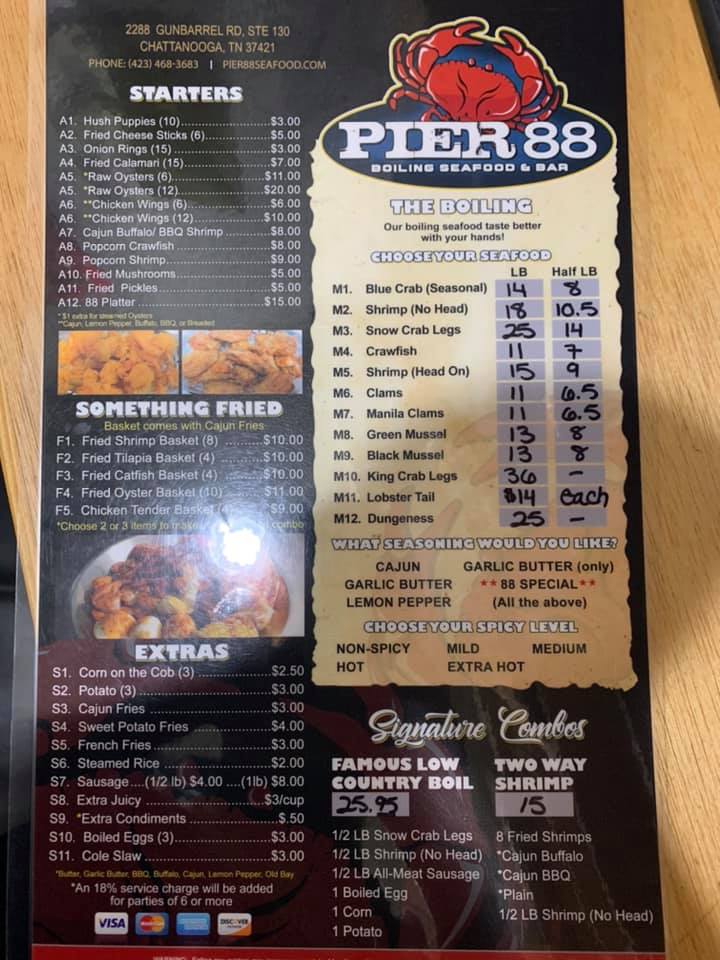 2288 GUNBARREL RD, STE 130
CHATTANOOGA, TN 37421
PHONE: (423) 468-3683 | PIER88SEAFOOD.COM
STARTERS
A1. Hush Puppies (10)...$3.00
A2. Fried Cheese Sticks (6)...$5.00
A3. Onion Rings (15)...$3.00
A4. Fried Calamari (15)...$7.00
A5. *Raw Oysters (6)...$11.00
A5. *Raw Oysters (12)...$20.00
A6. **Chicken Wings (6)...$6.00
A6. **Chicken Wings (12)...$10.00
A7. Cajun Buffalo/ BBQ Shrimp...$8.00
A8. Popcorn Crawfish...$8.00
A9. Popcorn Shrimp...$9.00
A10. Fried Mushrooms...$5.00
A11. Fried Pickles...$5.00
A12. 88 Platter...$15.00
*$1 extra for steamed Oysters
**Cajun, Lemon Pepper, Buffalo, BBQ, or Breaded
SOMETHING FRIED
Basket comes with Cajun Fries
F1. Fried Shrimp Basket (8)...$10.00
F2. Fried Tilapia Basket (4)...$10.00
F3. Fried Catfish Basket (4)...$10.00
F4. Fried Oyster Basket (10)...$11.00
F5. Chicken Tender Basket (4)...$9.00
*Choose 2 or 3 items to make combo
EXTRAS
S1. Corn on the Cob (3)...$2.50
S2. Potato (3)...$3.00
S3. Cajun Fries...$3.00
S4. Sweet Potato Fries...$4.00
S5. French Fries...$3.00
S6. Steamed Rice...$2.00
S7. Sausage....(1/2 lb) $4.00 ....(1lb) $8.00
S8. Extra Juicy...$3/cup
S9. *Extra Condiments...$.50
S10. Boiled Eggs (3)...$3.00
S11. Cole Slaw...$3.00
*Butter, Garlic Butter, BBQ, Buffalo, Cajun, Lemon Pepper, Old Bay
*An 18% service charge will be added
for parties of 6 or more
VISA MasterCard DISCOVER
PIER 88
BOILING SEAFOOD & BAR
THE BOILING
Our boiling seafood taste better
with your hands!
CHOOSE YOUR SEAFOOD
LB Half LB
M1. Blue Crab (Seasonal) 14 8
M2. Shrimp (No Head) 18 10.5
M3. Snow Crab Legs 25 14
M4. Crawfish 11 7
M5. Shrimp (Head On) 15 9
M6. Clams 11 6.5
M7. Manila Clams 11 6.5
M8. Green Mussel 13 8
M9. Black Mussel 13 8
M10. King Crab Legs 36 -
M11. Lobster Tail $14 each
M12. Dungeness 25 -
WHAT SEASONING WOULD YOU LIKE?
CAJUN GARLIC BUTTER (only)
GARLIC BUTTER **88 SPECIAL**
LEMON PEPPER (All the above)
CHOOSE YOUR SPICY LEVEL
NON-SPICY MILD MEDIUM
HOT EXTRA HOT
Signature Combos
FAMOUS LOW
COUNTRY BOIL
25.95
1/2 LB Snow Crab Legs
1/2 LB Shrimp (No Head)
1/2 LB All-Meat Sausage
1 Boiled Egg
1 Corn
1 Potato
TWO WAY
SHRIMP
15
8 Fried Shrimps
*Cajun Buffalo
*Cajun BBQ
*Plain
1/2 LB Shrimp (No Head)